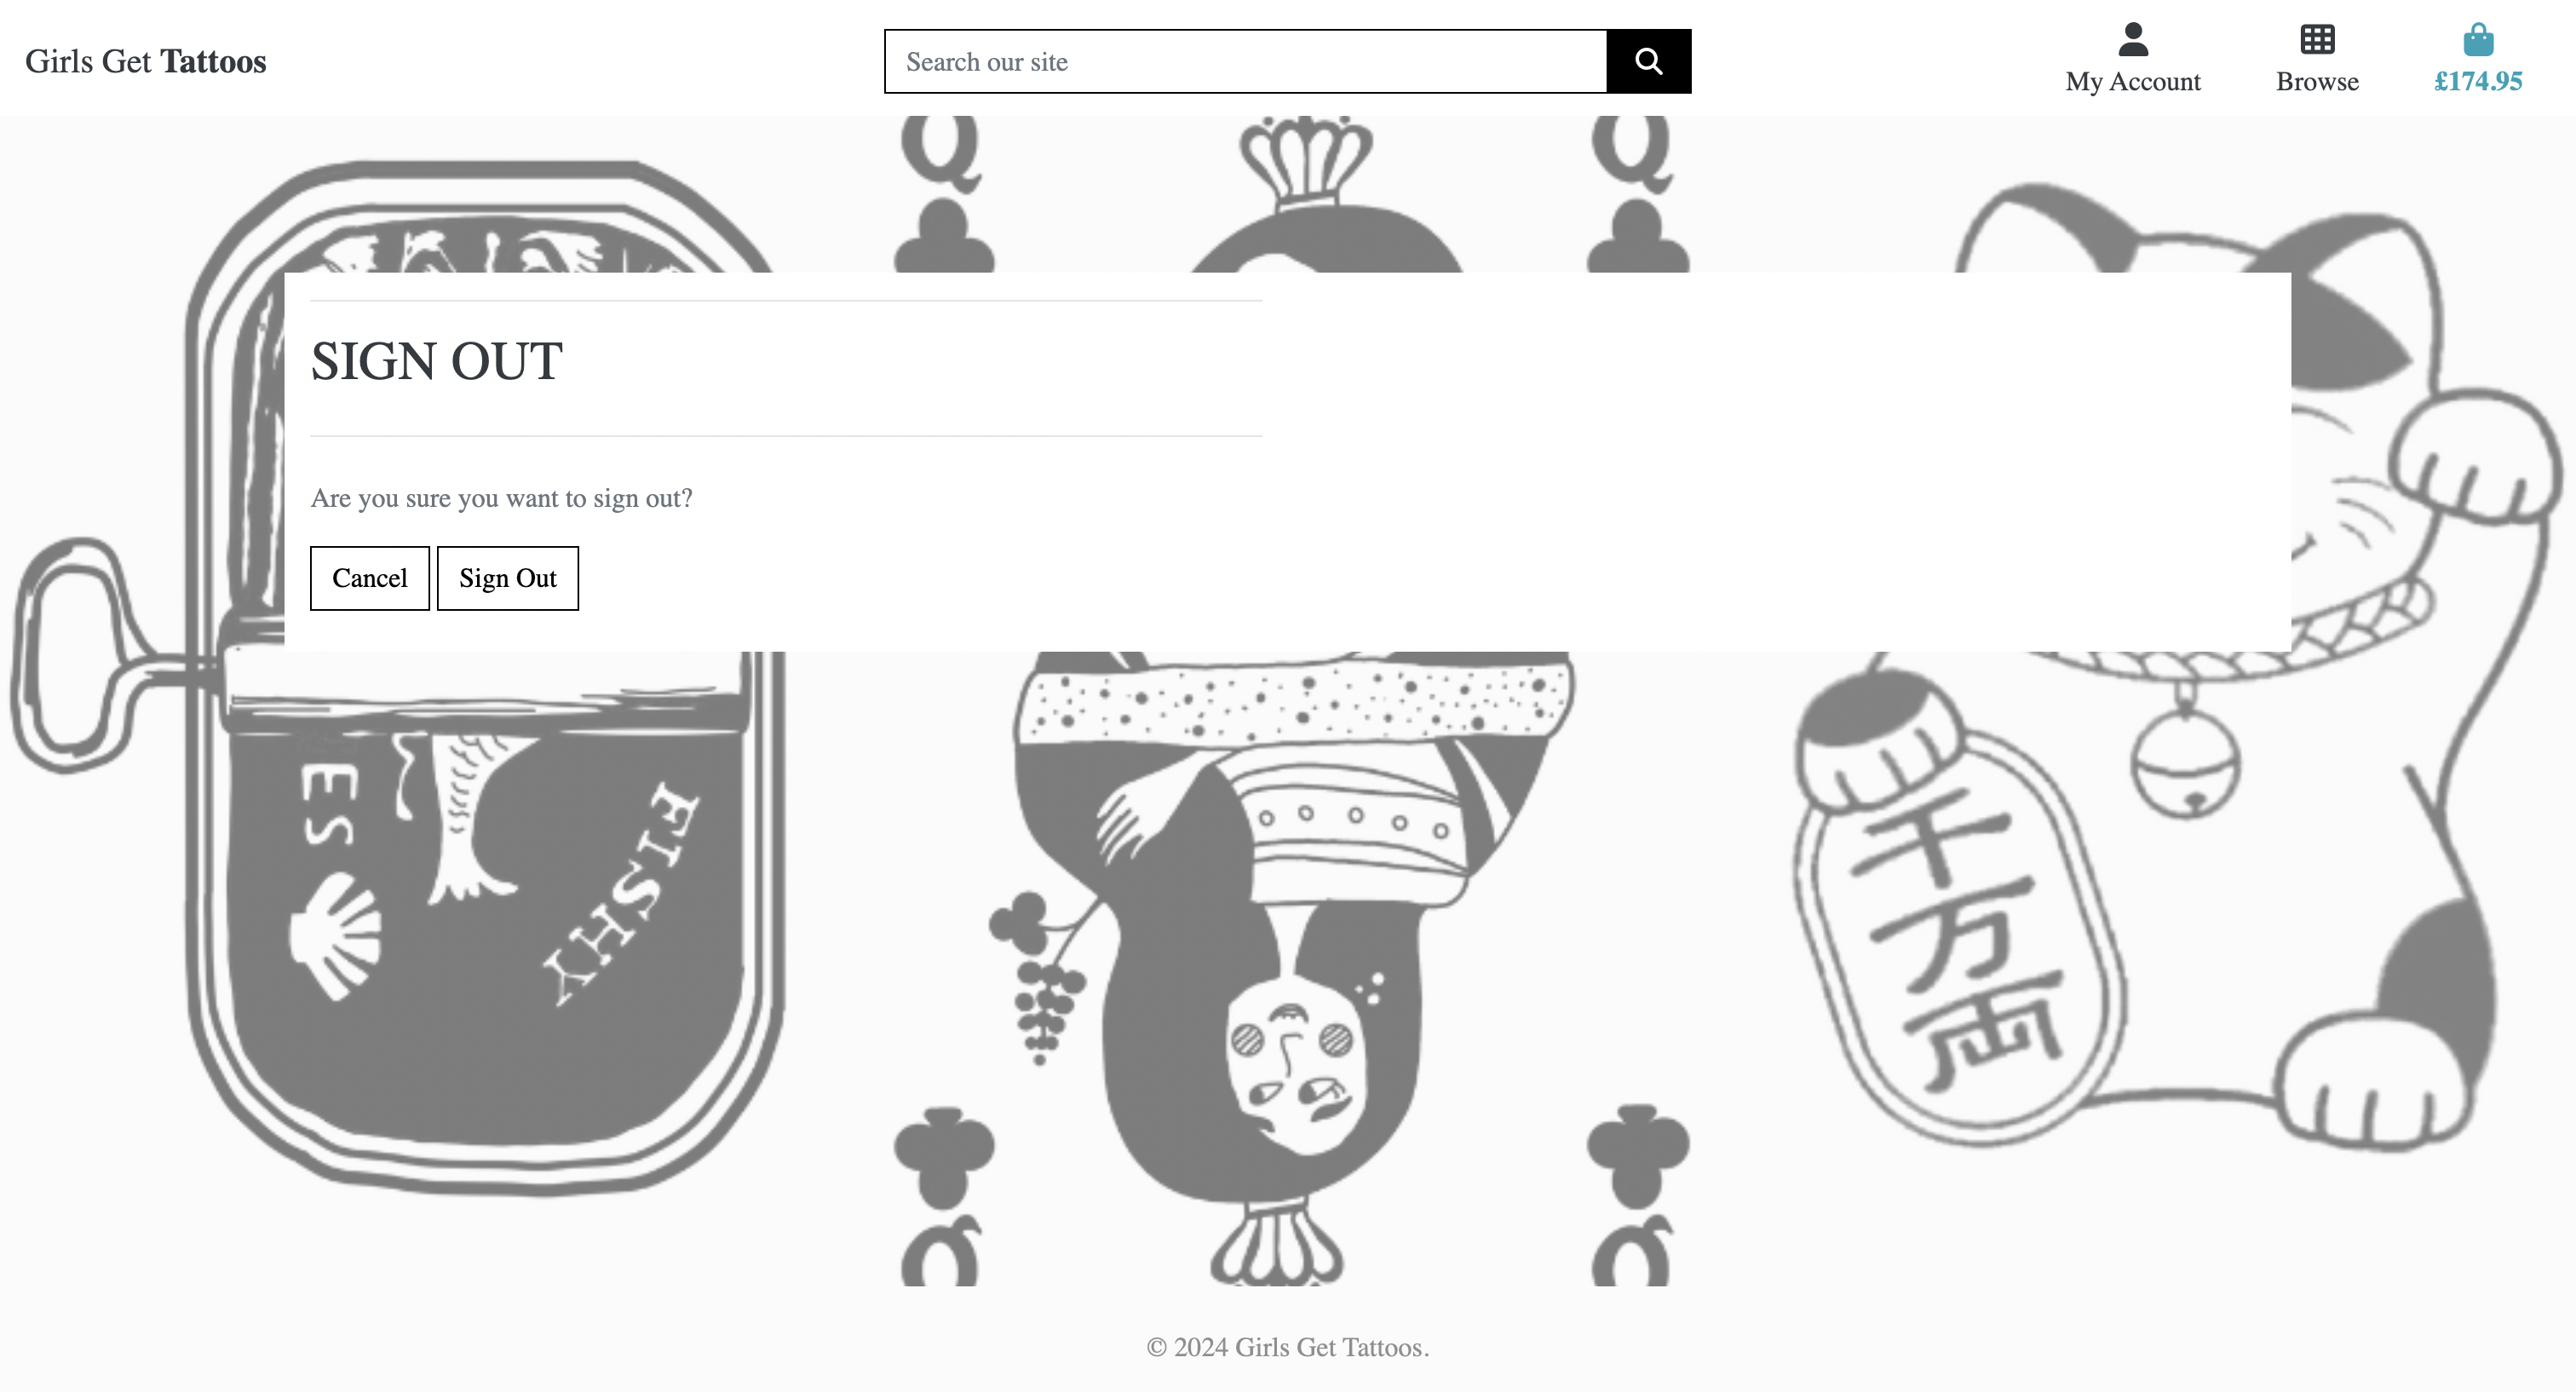 Girls Get Tattoos
Search our site
My Account
Browse
£174.95
Q
Q
SIGN OUT
Are you sure you want to sign out?
Cancel
Sign Out
ES
FISHY
千万両
Q
Q
© 2024 Girls Get Tattoos.